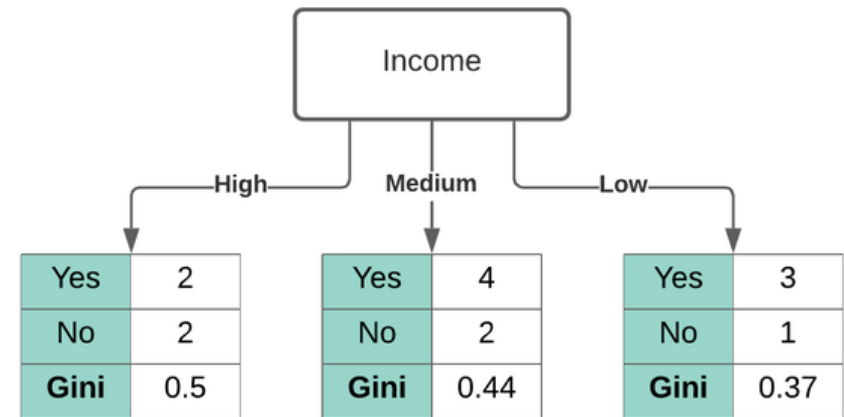 Income
High Medium Low
Yes 2 Yes 4 Yes 3
No 2 No 2 No 1
Gini 0.5 Gini 0.44 Gini 0.37